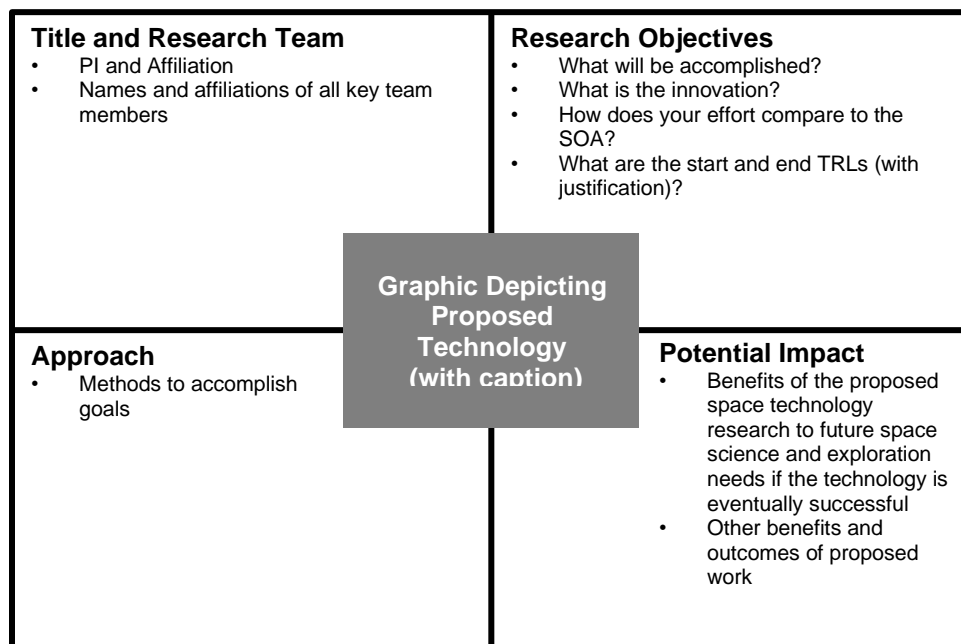 Title and Research Team
• PI and Affiliation
• Names and affiliations of all key team
members
Research Objectives
• What will be accomplished?
• What is the innovation?
• How does your effort compare to the
SOA?
• What are the start and end TRLs (with
justification)?
Graphic Depicting
Proposed
Technology
(with caption)
Approach
• Methods to accomplish
goals
Potential Impact
• Benefits of the proposed
space technology
research to future space
science and exploration
needs if the technology is
eventually successful
• Other benefits and
outcomes of proposed
work